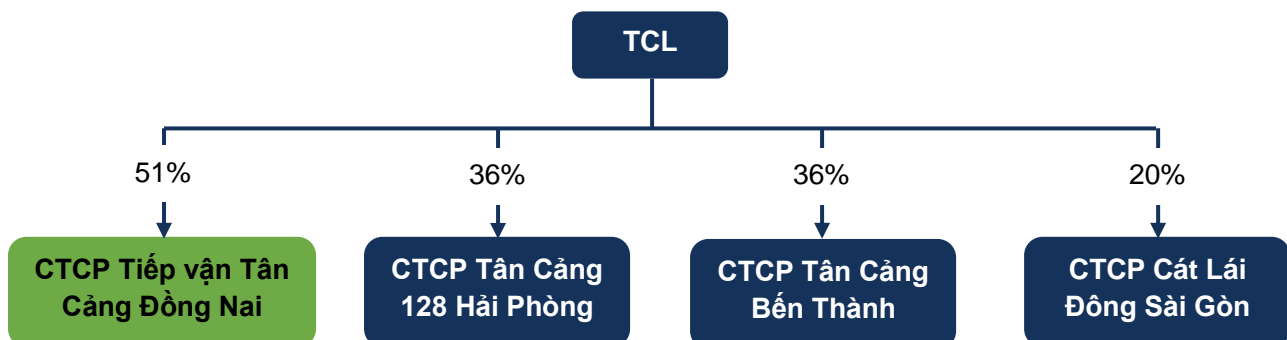 TCL
51%
36%
36%
20%
CTCP Tiếp vận Tân
Cảng Đồng Nai
CTCP Tân Cảng
128 Hải Phòng
CTCP Tân Cảng
Bến Thành
CTCP Cát Lái
Đông Sài Gòn